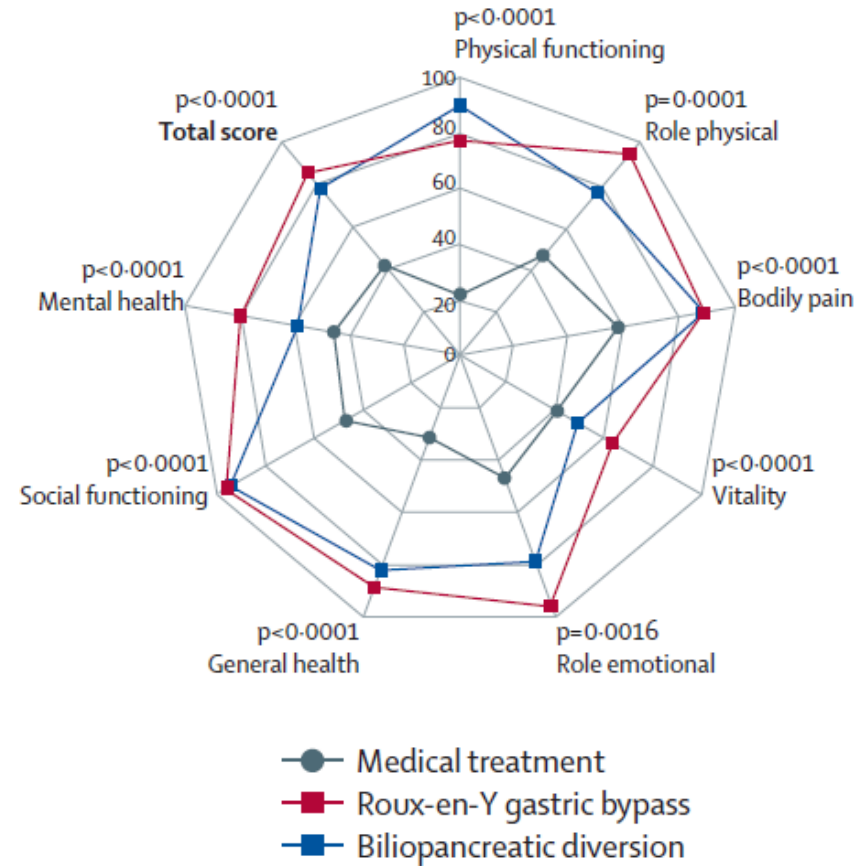 p<0·0001
Physical functioning
p<0·0001
Total score
p=0·0001
Role physical
100
80
60
40
20
0
p<0·0001
Mental health
p<0·0001
Bodily pain
p<0·0001
Social functioning
p<0·0001
Vitality
p<0·0001
General health
p=0·0016
Role emotional
Medical treatment
Roux-en-Y gastric bypass
Biliopancreatic diversion